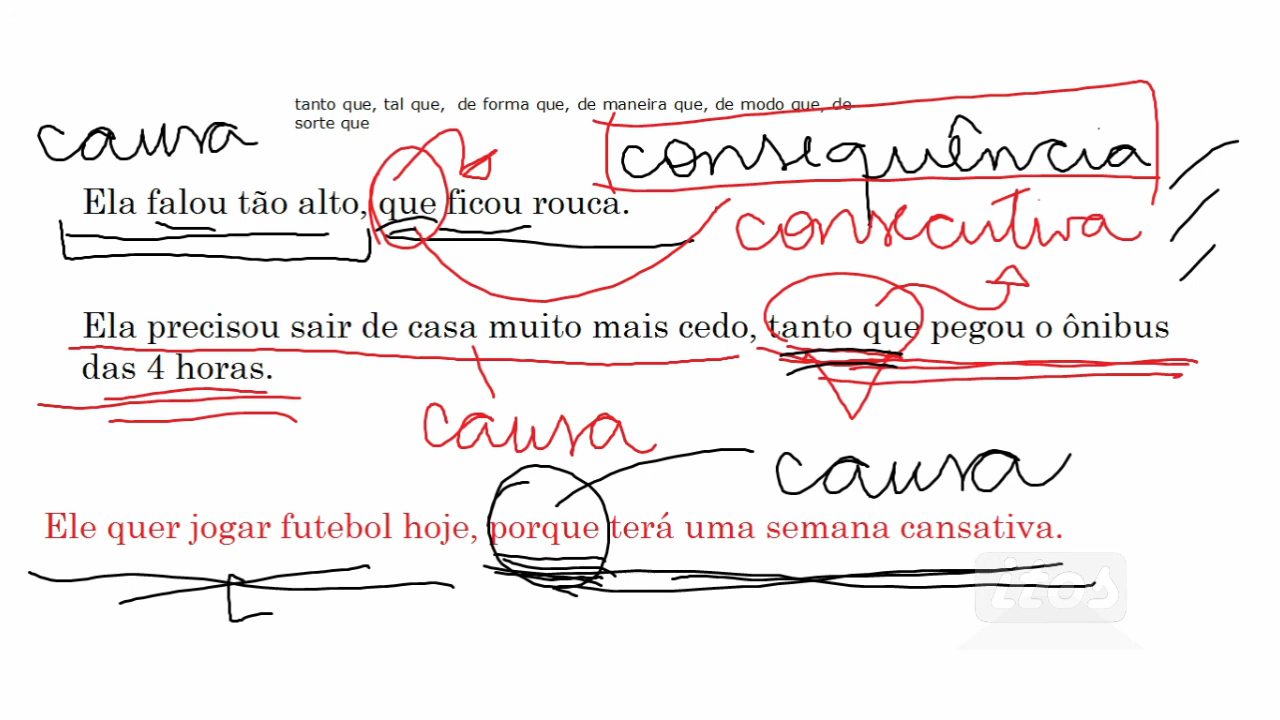 tanto que, tal que, de forma que, de maneira que, de modo que, de
sorte que
causa
consequência
Ela falou tão alto, que ficou rouca.
consecutiva
Ela precisou sair de casa muito mais cedo, tanto que pegou o ônibus
das 4 horas.
causa
causa
Ele quer jogar futebol hoje, porque terá uma semana cansativa.